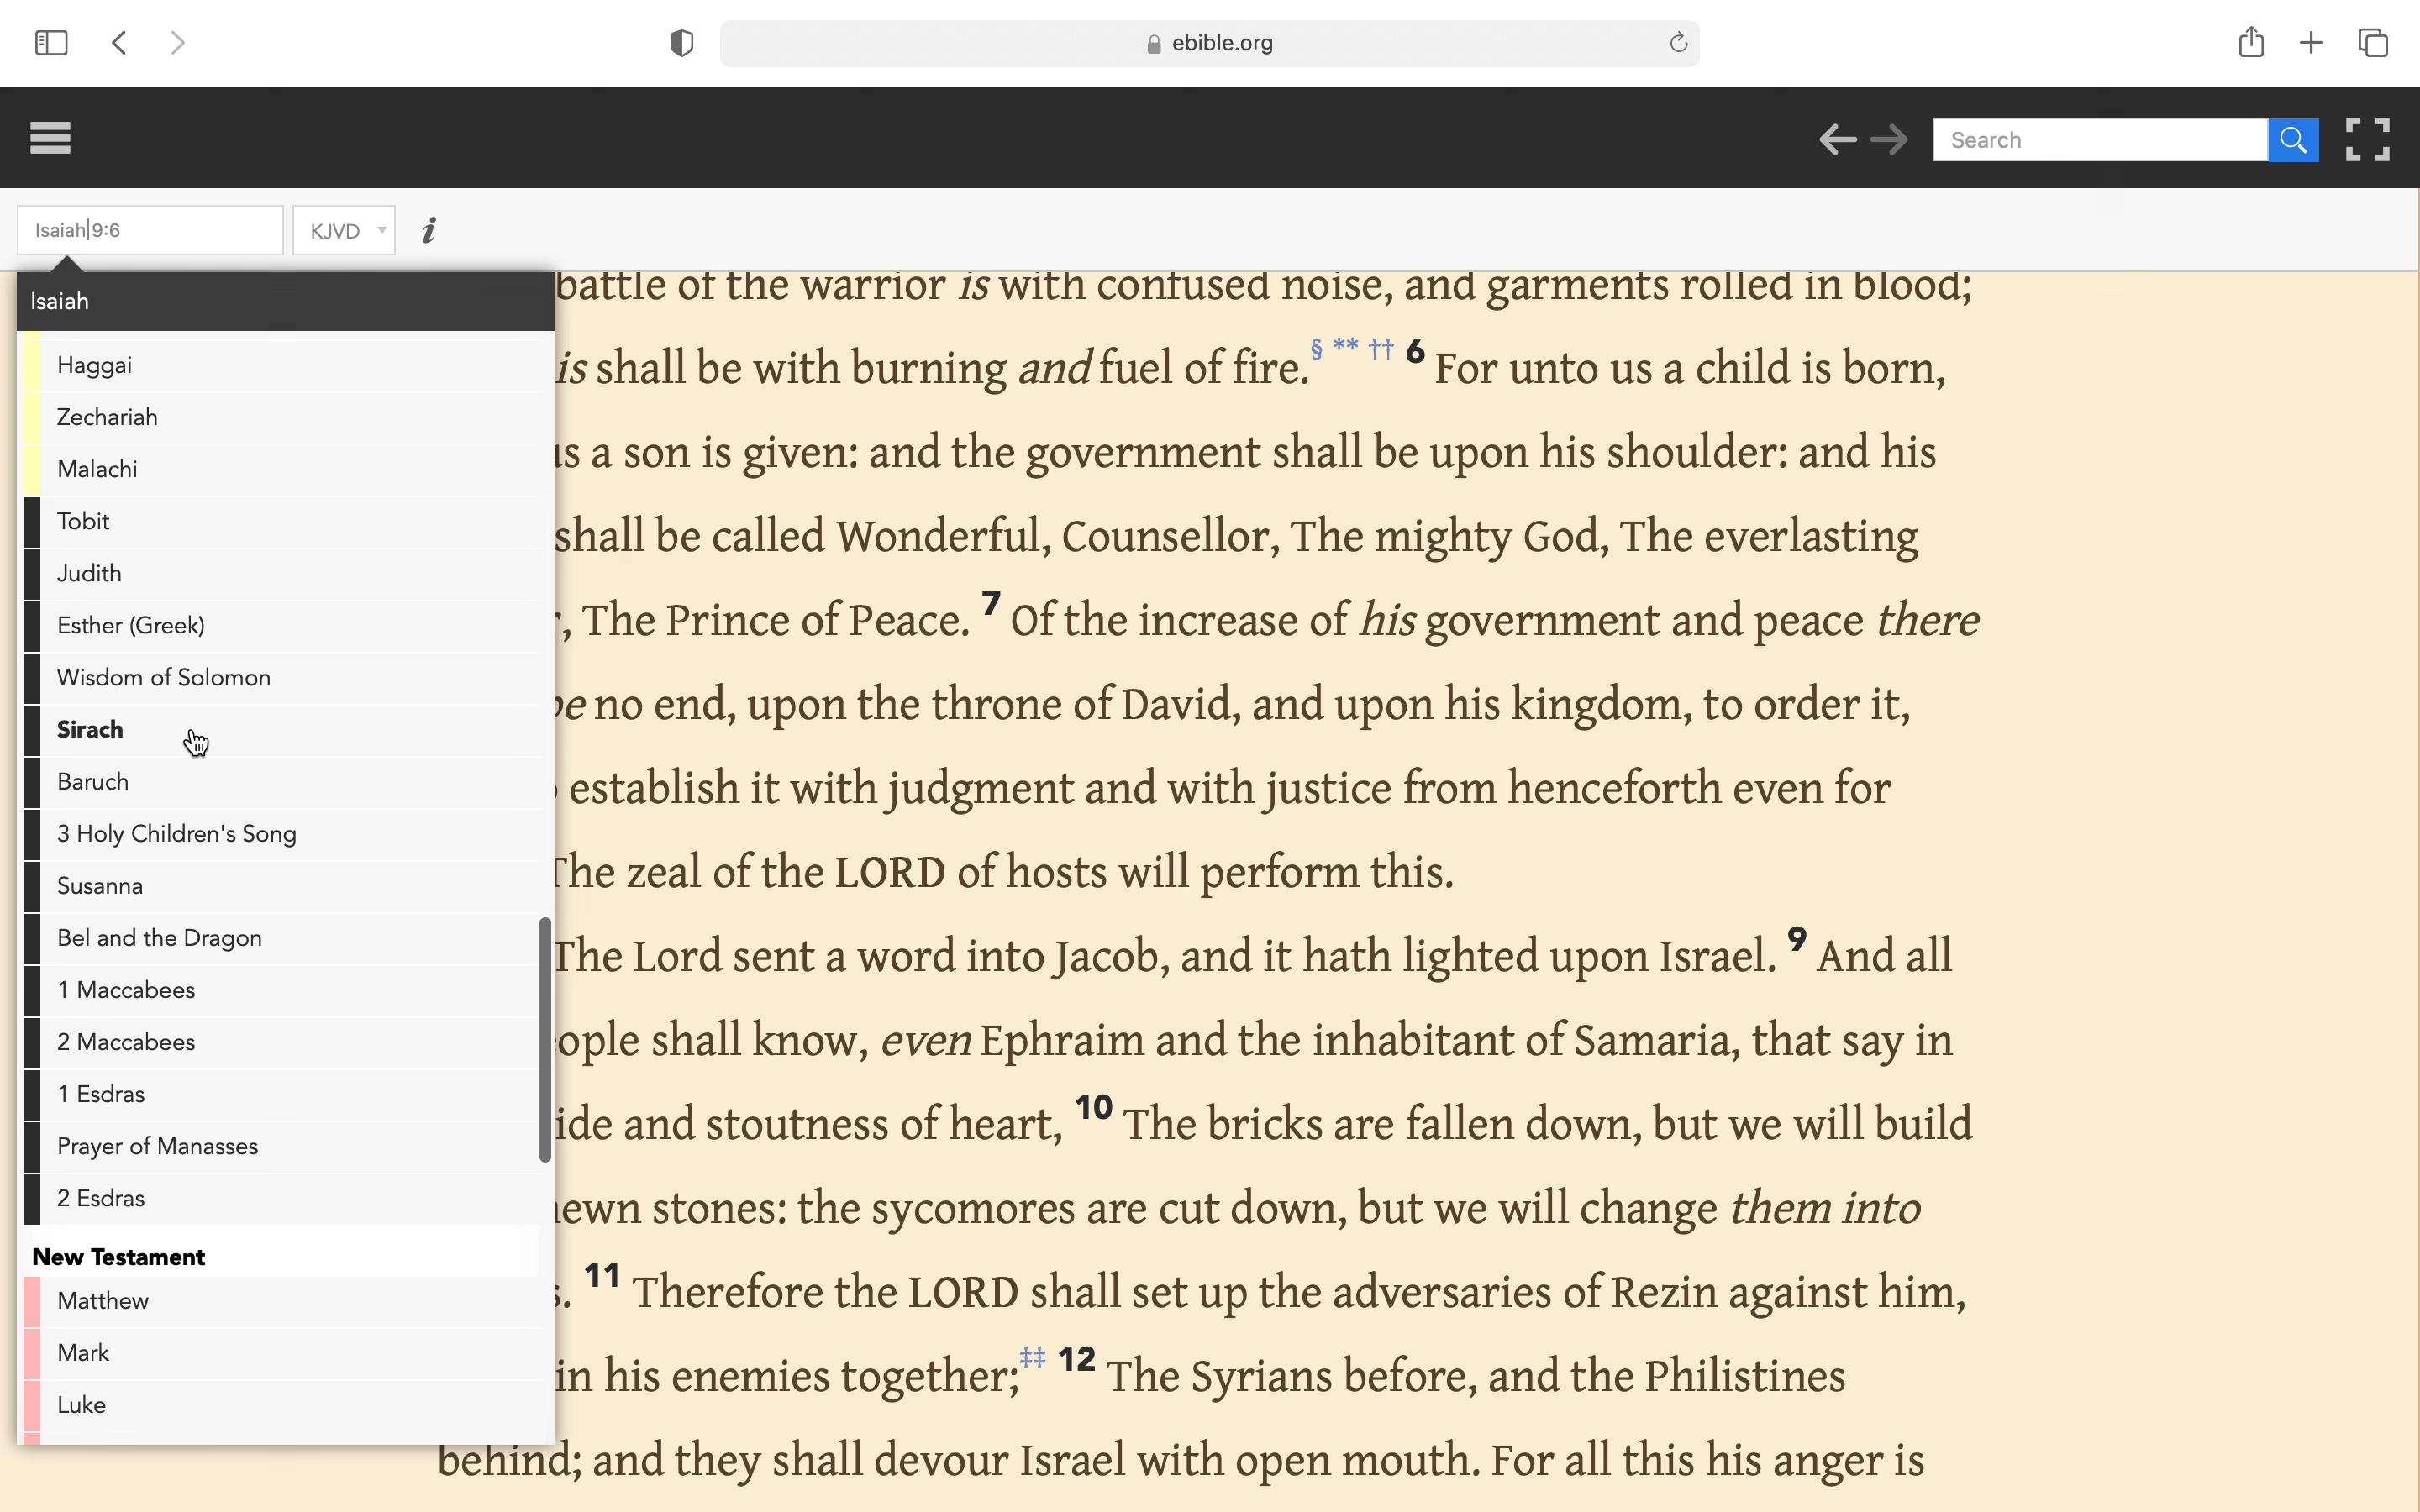 ebible.org
Search
Isaiah 9:6
KJVD
i
Isaiah
Haggai
Zechariah
Malachi
Tobit
Judith
Esther (Greek)
Wisdom of Solomon
Sirach
Baruch
3 Holy Children's Song
Susanna
Bel and the Dragon
1 Maccabees
2 Maccabees
1 Esdras
Prayer of Manasses
2 Esdras
New Testament
Matthew
Mark
Luke
battle of the warrior is with confused noise, and garments rolled in blood;
is shall be with burning and fuel of fire.§ ** †† 6 For unto us a child is born,
us a son is given: and the government shall be upon his shoulder: and his
shall be called Wonderful, Counsellor, The mighty God, The everlasting
, The Prince of Peace. 7 Of the increase of his government and peace there
be no end, upon the throne of David, and upon his kingdom, to order it,
establish it with judgment and with justice from henceforth even for
The zeal of the LORD of hosts will perform this.
The Lord sent a word into Jacob, and it hath lighted upon Israel. 9 And all
eople shall know, even Ephraim and the inhabitant of Samaria, that say in
ide and stoutness of heart, 10 The bricks are fallen down, but we will build
hewn stones: the sycomores are cut down, but we will change them into
s. 11 Therefore the LORD shall set up the adversaries of Rezin against him,
in his enemies together;‡‡ 12 The Syrians before, and the Philistines
behind; and they shall devour Israel with open mouth. For all this his anger is